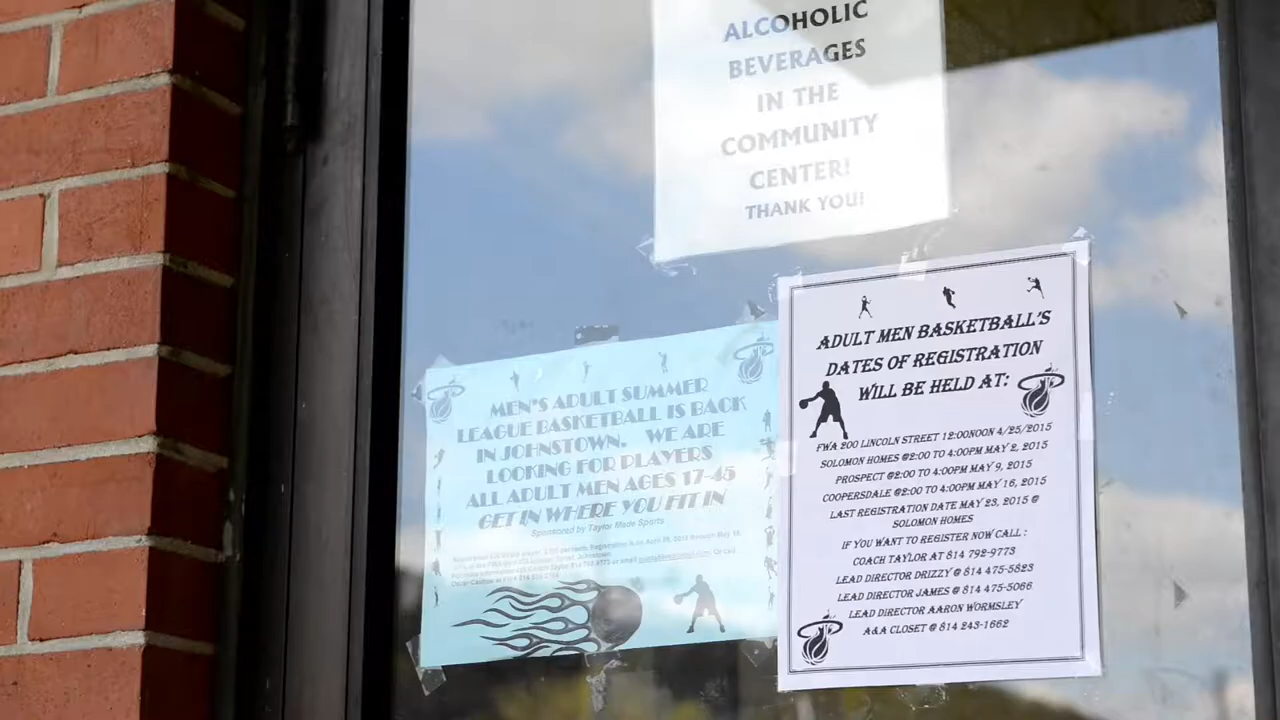 ALCOHOLIC
BEVERAGES
IN THE
COMMUNITY
CENTER!
THANK YOU!
MEN"S ADULT SUMMER
LEAGUE BASKETBALL IS BACK
IN JOHNSTOWN. WE ARE
LOOKING FOR PLAYERS
ALL ADULT MEN AGES 17-45
GET IN WHERE YOU FIT IN
Sponsored by Taylor Made Sports
ADULT MEN BASKETBALL'S
DATES OF REGISTRATION
WILL BE HELD AT:
FWA 200 LINCOLN STREET 12:00NOON 4/25/2015
SOLOMON HOMES @2:00 TO 4:00PM MAY 2, 2015
PROSPECT @2:00 TO 4:00PM MAY 9, 2015
COOPERSDALE @2:00 TO 4:00PM MAY 16, 2015
LAST REGISTRATION DATE MAY 23, 2015 @
SOLOMON HOMES
IF YOU WANT TO REGISTER NOW CALL :
COACH TAYLOR AT 814 792-9773
LEAD DIRECTOR DRIZZY @ 814 475-5823
LEAD DIRECTOR JAMES @ 814 475-5066
LEAD DIRECTOR AARON WORMSLEY
A&A CLOSET @ 814 243-1662